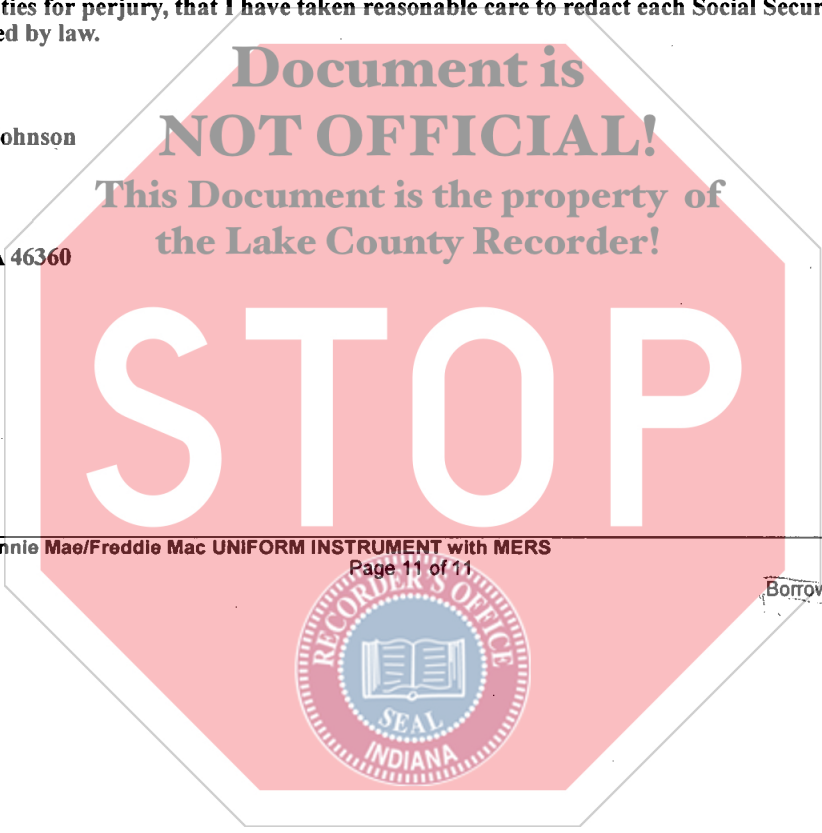 ties for perjury, that I have taken reasonable care to redact each Social Secur
ed by law.
Document is
NOT OFFICIAL!
ohnson
This Document is the property of
the Lake County Recorder!
46360
STOP
nnie Mae/Freddie Mac UNIFORM INSTRUMENT with MERS
Page 11 of 11
Borrow
RECORDER'S OFFICE
SEAL
INDIANA